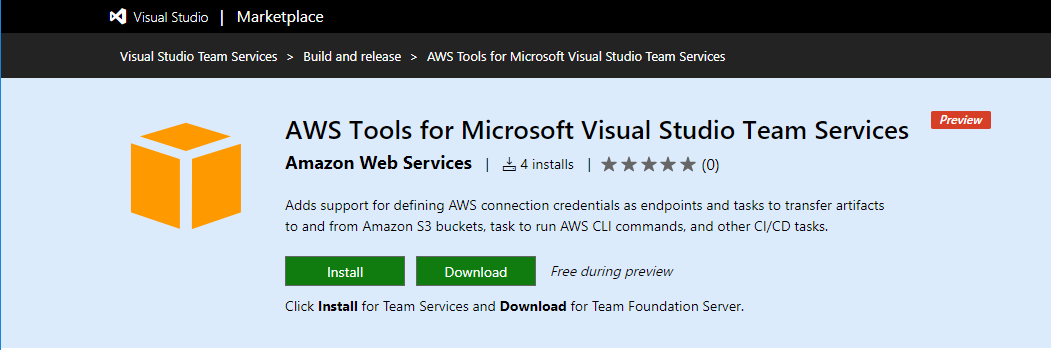 Visual Studio | Marketplace
Visual Studio Team Services > Build and release > AWS Tools for Microsoft Visual Studio Team Services
AWS Tools for Microsoft Visual Studio Team Services Preview
Amazon Web Services | 4 installs | (0)
Adds support for defining AWS connection credentials as endpoints and tasks to transfer artifacts
to and from Amazon S3 buckets, task to run AWS CLI commands, and other CI/CD tasks.
Install Download Free during preview
Click Install for Team Services and Download for Team Foundation Server.